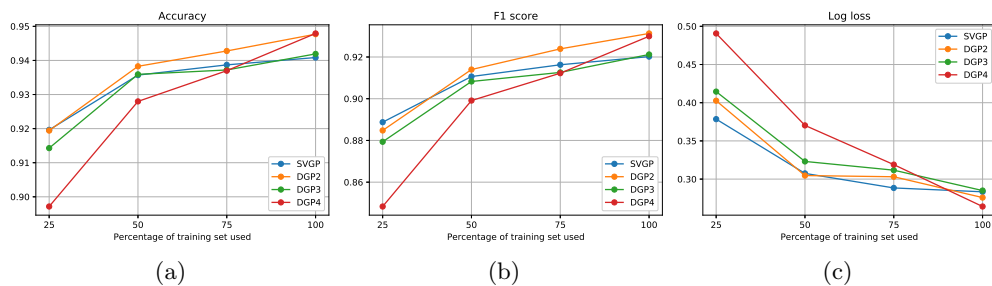 Accuracy
0.95
0.94
0.93
0.92
0.91
0.90
25
50
75
100
Percentage of training set used
SVGP
DGP2
DGP3
DGP4
(a)
F1 score
0.92
0.90
0.88
0.86
25
50
75
100
Percentage of training set used
SVGP
DGP2
DGP3
DGP4
(b)
Log loss
0.50
0.45
0.40
0.35
0.30
25
50
75
100
Percentage of training set used
SVGP
DGP2
DGP3
DGP4
(c)